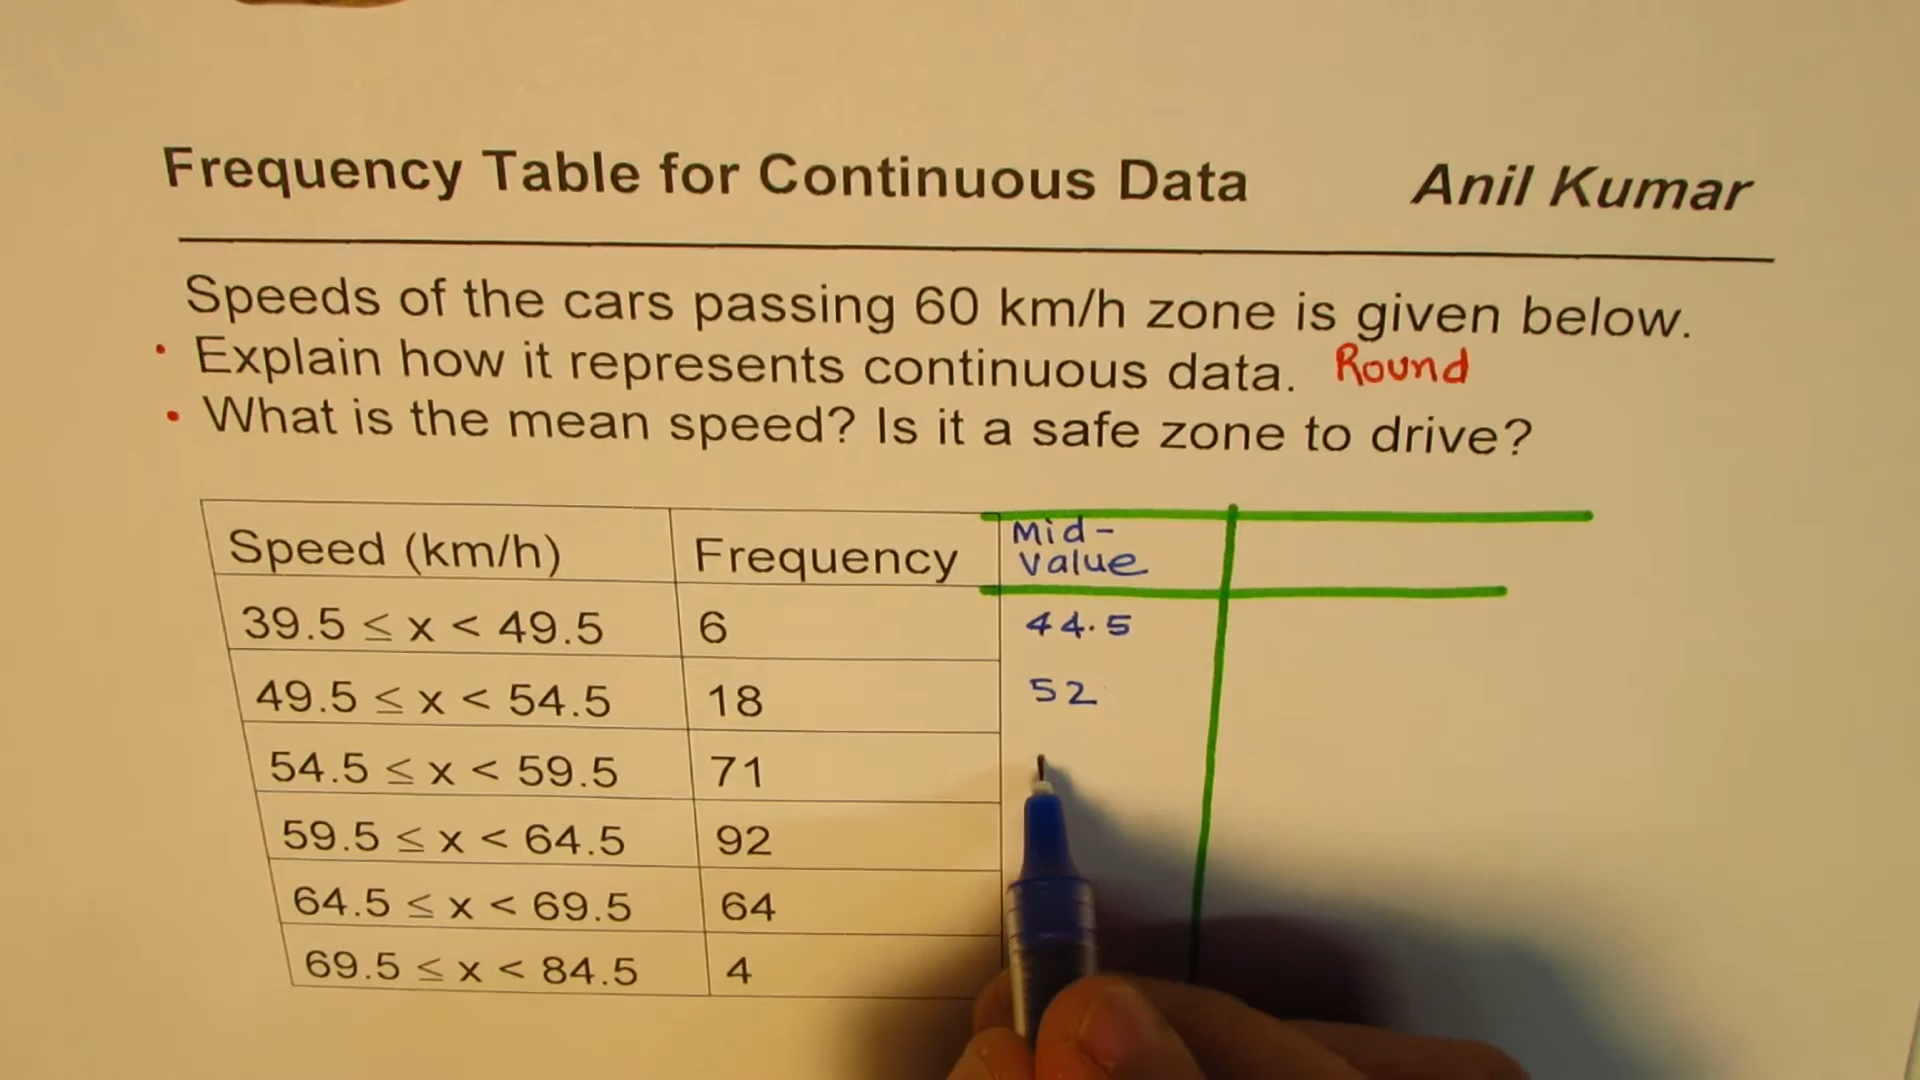 Frequency Table for Continuous Data Anil Kumar
Speeds of the cars passing 60 km/h zone is given below.
• Explain how it represents continuous data. Round
• What is the mean speed? Is it a safe zone to drive?
Speed (km/h) Frequency Mid-
Value
39.5 ≤ x < 49.5 6 44.5
49.5 ≤ x < 54.5 18 52
54.5 ≤ x < 59.5 71
59.5 ≤ x < 64.5 92
64.5 ≤ x < 69.5 64
69.5 ≤ x < 84.5 4